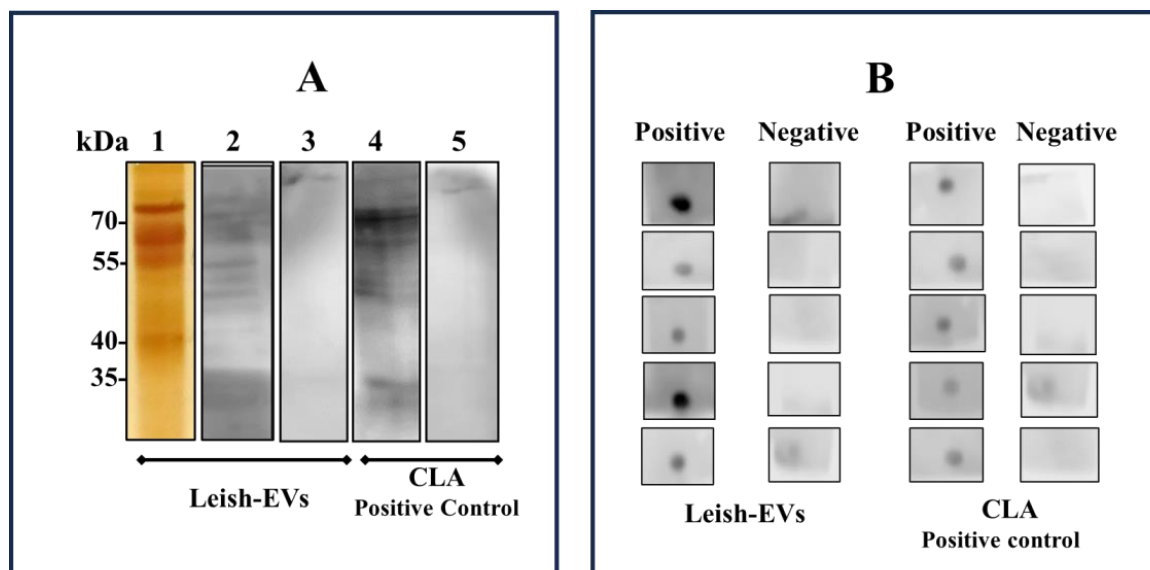 A
kDa 1 2 3 4 5
70-
55-
40-
35-
Leish-EVs
CLA
Positive Control
B
Positive Negative Positive Negative
Leish-EVs
CLA
Positive control